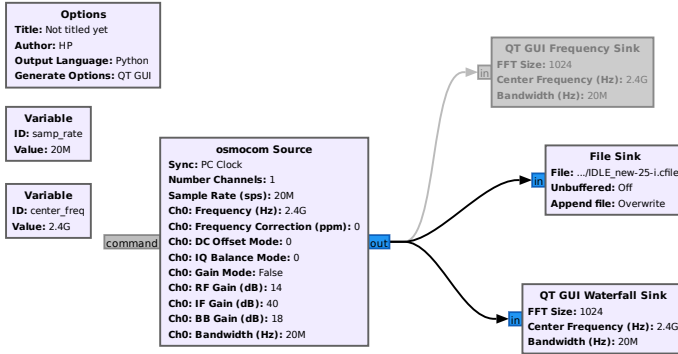 Options
Title: Not titled yet
Author: HP
Output Language: Python
Generate Options: QT GUI
Variable
ID: samp_rate
Value: 20M
Variable
ID: center_freq
Value: 2.4G
command
osmocom Source
Sync: PC Clock
Number Channels: 1
Sample Rate (sps): 20M
Ch0: Frequency (Hz): 2.4G
Ch0: Frequency Correction (ppm): 0
Ch0: DC Offset Mode: 0
Ch0: IQ Balance Mode: 0
Ch0: Gain Mode: False
Ch0: RF Gain (dB): 14
Ch0: IF Gain (dB): 40
Ch0: BB Gain (dB): 18
Ch0: Bandwidth (Hz): 20M
out
in
QT GUI Frequency Sink
FFT Size: 1024
Center Frequency (Hz): 2.4G
Bandwidth (Hz): 20M
in
File Sink
File: .../IDLE_new-25-i.cfile
Unbuffered: Off
Append file: Overwrite
in
QT GUI Waterfall Sink
FFT Size: 1024
Center Frequency (Hz): 2.4G
Bandwidth (Hz): 20M